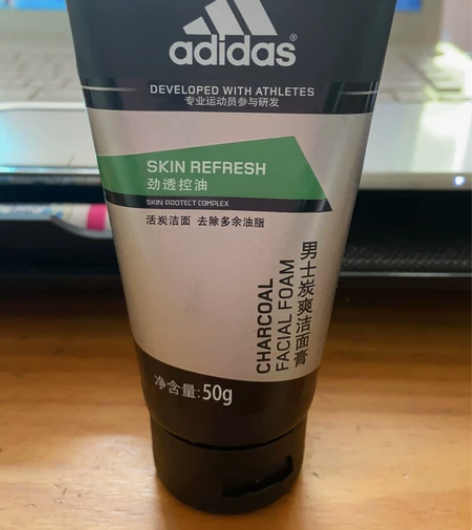 adidas®
DEVELOPED WITH ATHLETES
专业运动员参与研发
SKIN REFRESH
劲透控油
SKIN PROTECT COMPLEX
活炭洁面 去除多余油脂
CHARCOAL
FACIAL FOAM
男士炭爽洁面膏
净含量:50g